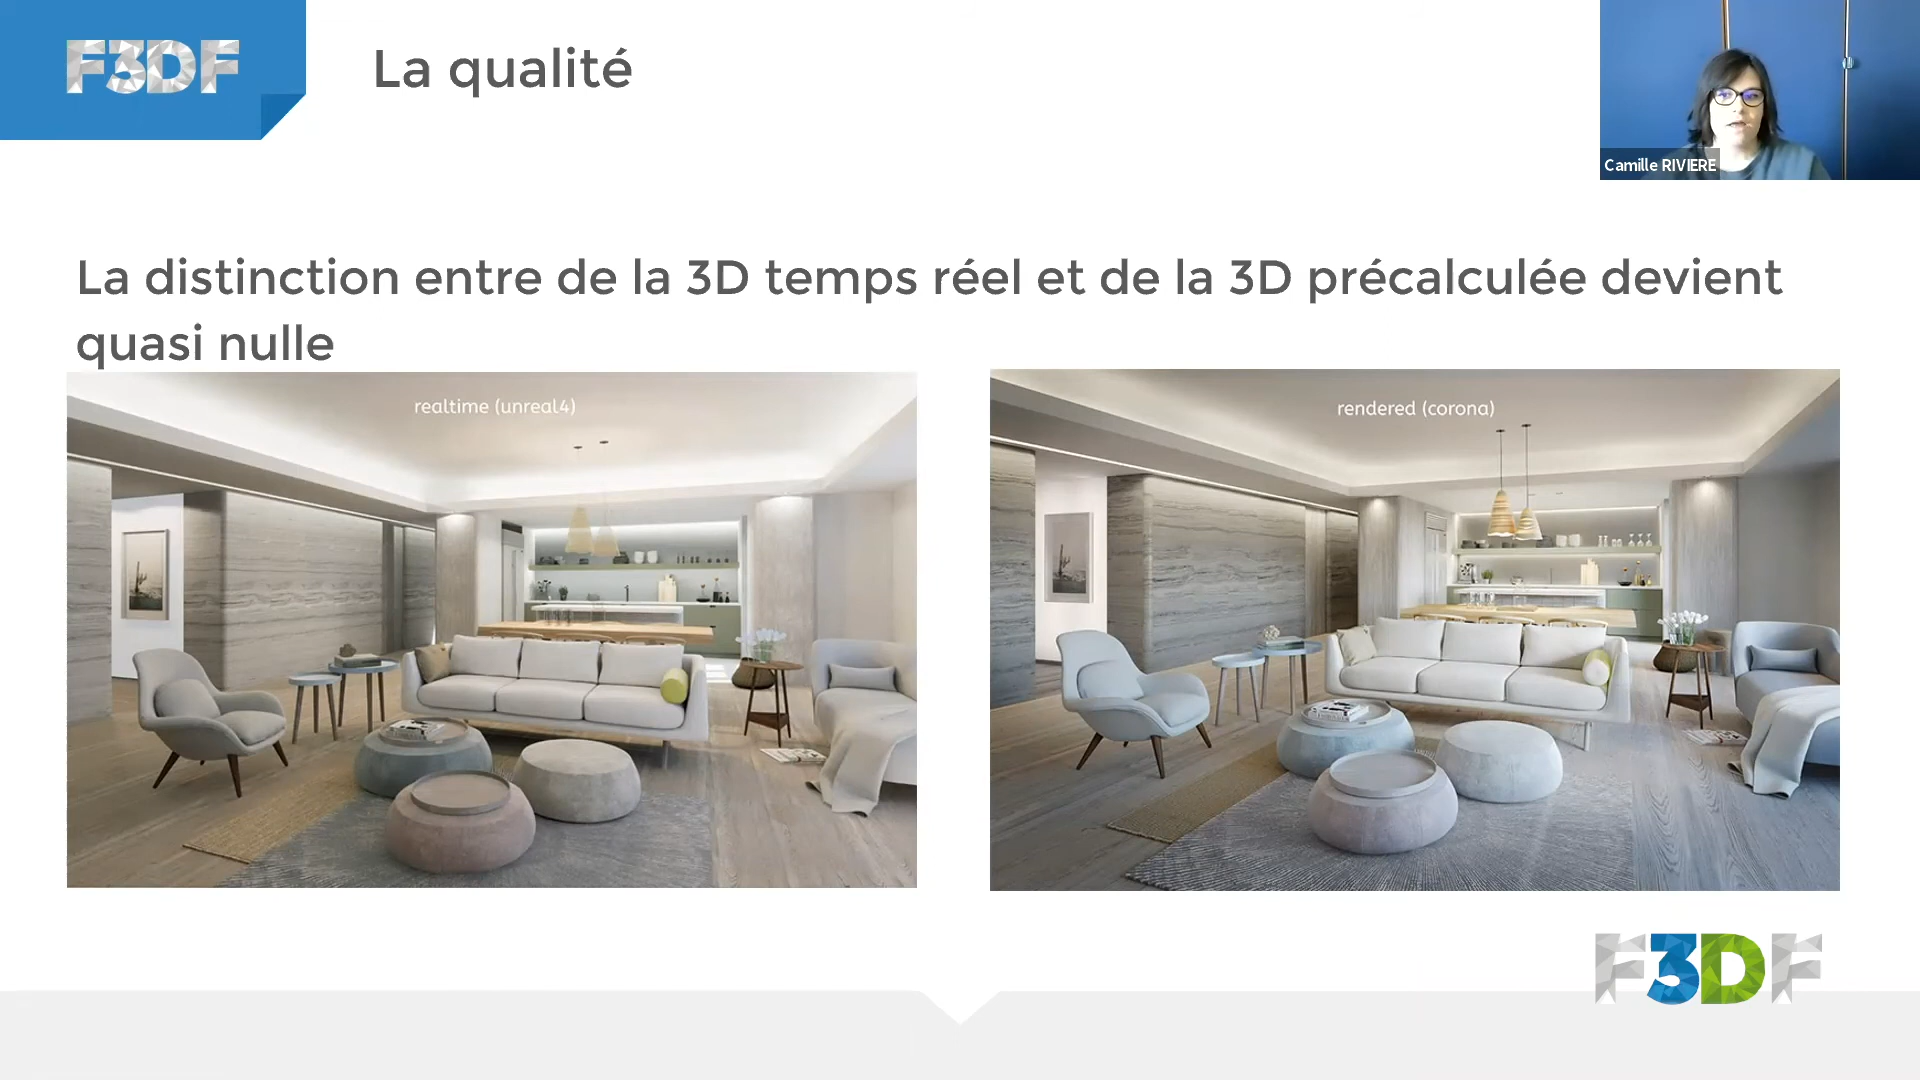 F3DF
La qualité
Camille RIVIERE
La distinction entre de la 3D temps réel et de la 3D précalculée devient
quasi nulle
realtime (unreal4)
rendered (corona)
F3DF